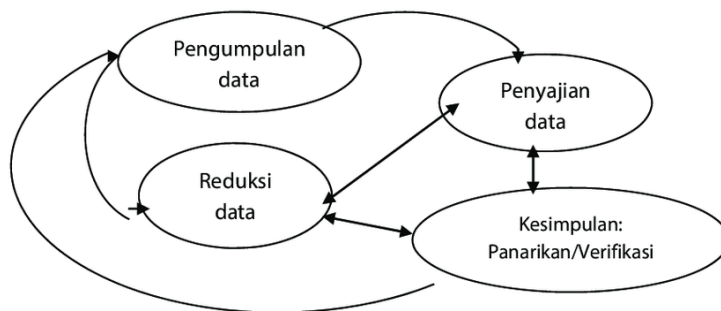 Pengumpulan
data
Penyajian
data
Reduksi
data
Kesimpulan:
Panarikan/Verifikasi